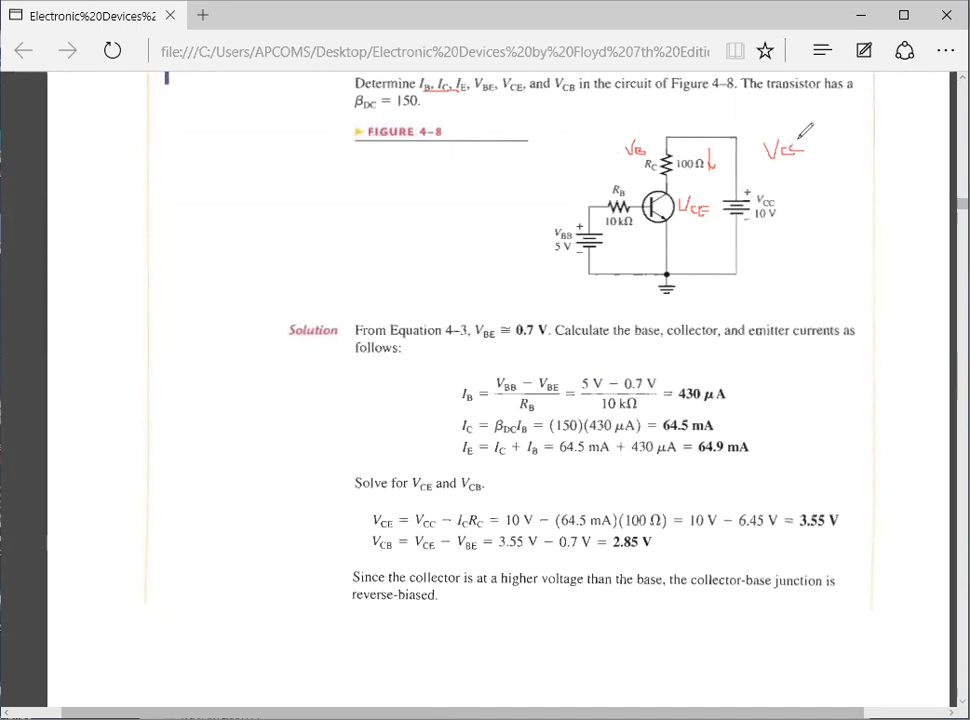 Electronic%20Devices%2
file:///C:/Users/APCOMS/Desktop/Electronic%20Devices%20by%20Floyd%207th%20Editi
Determine I_B, I_C, I_E, V_BE, V_CE, and V_CB in the circuit of Figure 4–8. The transistor has a
β_DC = 150.
FIGURE 4–8
V_B
V_CC
R_C 100 Ω
R_B
10 kΩ
V_CE
+
V_CC
10 V
–
V_BB
5 V
+
–
Solution From Equation 4–3, V_BE ≅ 0.7 V. Calculate the base, collector, and emitter currents as
follows:
I_B = (V_BB − V_BE) / R_B = (5 V − 0.7 V) / 10 kΩ = 430 μA
I_C = β_DC I_B = (150)(430 μA) = 64.5 mA
I_E = I_C + I_B = 64.5 mA + 430 μA = 64.9 mA
Solve for V_CE and V_CB.
V_CE = V_CC − I_C R_C = 10 V − (64.5 mA)(100 Ω) = 10 V − 6.45 V = 3.55 V
V_CB = V_CE − V_BE = 3.55 V − 0.7 V = 2.85 V
Since the collector is at a higher voltage than the base, the collector-base junction is
reverse-biased.